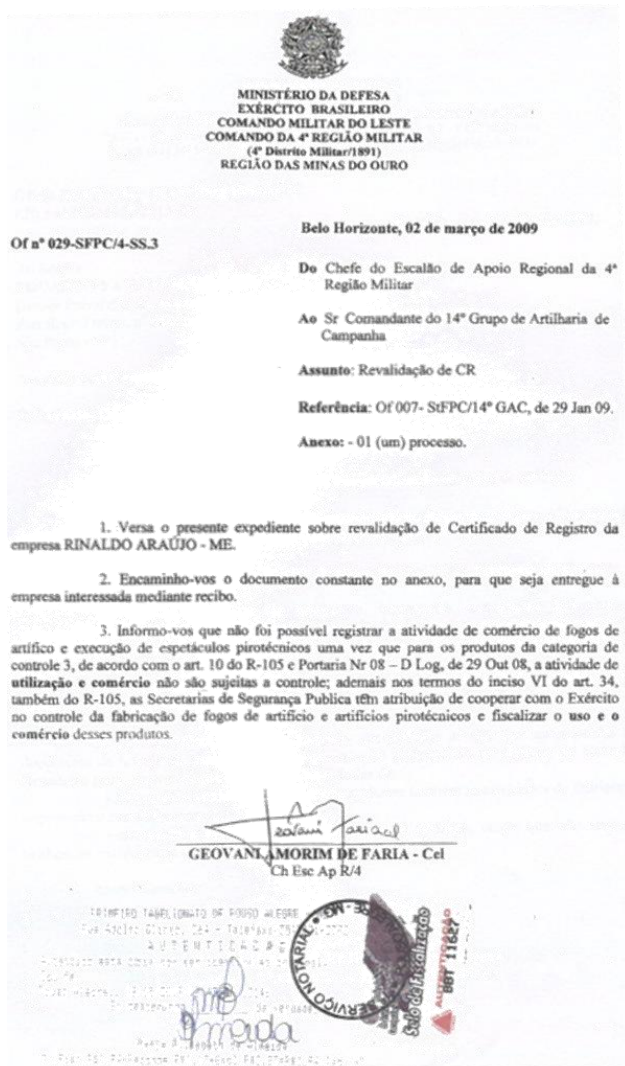 MINISTÉRIO DA DEFESA
EXÉRCITO BRASILEIRO
COMANDO MILITAR DO LESTE
COMANDO DA 4ª REGIÃO MILITAR
(4º Distrito Militar/1891)
REGIÃO DAS MINAS DO OURO
Belo Horizonte, 02 de março de 2009
Of nº 029-SFPC/4-SS.3
Do Chefe do Escalão de Apoio Regional da 4ª
Região Militar
Ao Sr Comandante do 14º Grupo de Artilharia de
Campanha
Assunto: Revalidação de CR
Referência: Of 007- StFPC/14º GAC, de 29 Jan 09.
Anexo: - 01 (um) processo.
1. Versa o presente expediente sobre revalidação de Certificado de Registro da
empresa RINALDO ARAÚJO - ME.
2. Encaminho-vos o documento constante no anexo, para que seja entregue à
empresa interessada mediante recibo.
3. Informo-vos que não foi possível registrar a atividade de comércio de fogos de
artífico e execução de espetáculos pirotécnicos uma vez que para os produtos da categoria de
controle 3, de acordo com o art. 10 do R-105 e Portaria Nr 08 – D Log, de 29 Out 08, a atividade de
utilização e comércio não são sujeitas a controle; ademais nos termos do inciso VI do art. 34,
também do R-105, as Secretarias de Segurança Publica têm atribuição de cooperar com o Exército
no controle da fabricação de fogos de artifício e artifícios pirotécnicos e fiscalizar o uso e o
comércio desses produtos.
GEOVANI AMORIM DE FARIA - Cel
Ch Esc Ap R/4
PRIMEIRO TABELIONATO DE POUSO ALEGRE
AUTENTICAÇÃO
SERVIÇO NOTARIAL
MG
Selo de Fiscalização
AUTENTICAÇÃO
BBT 11627
Almeida